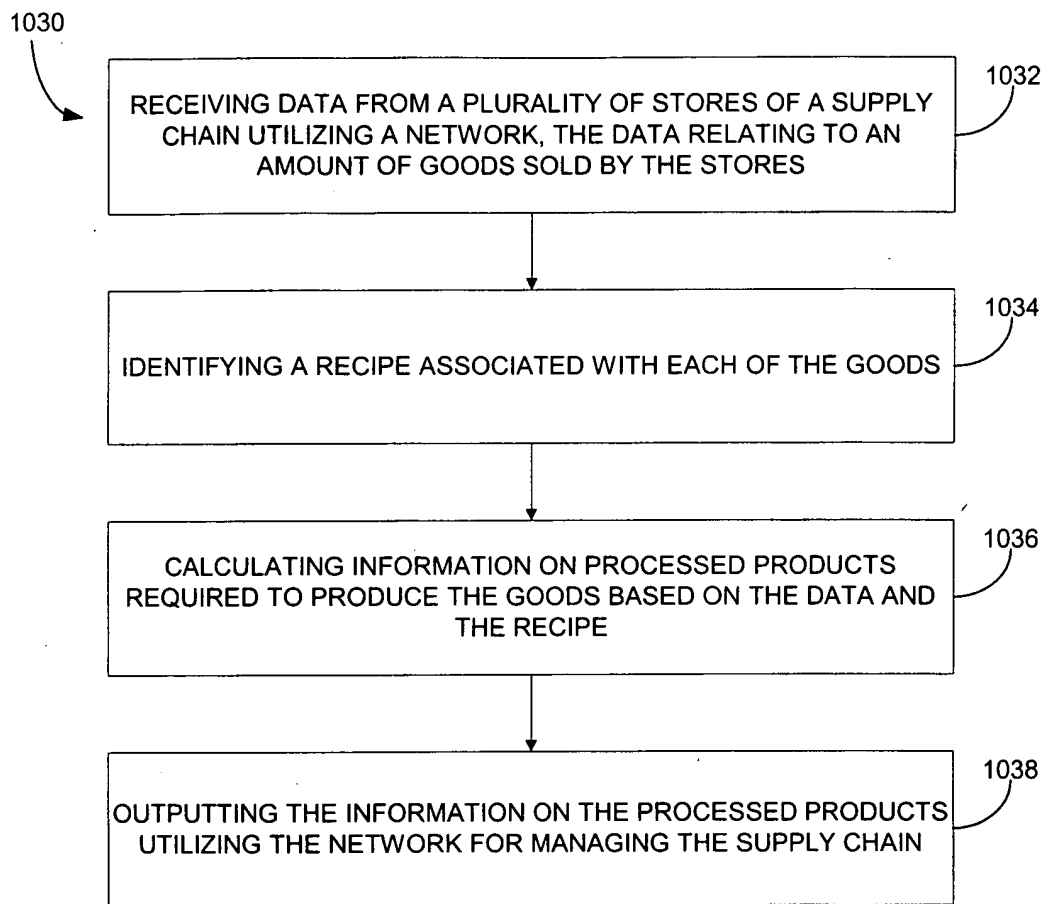 1030
1032
RECEIVING DATA FROM A PLURALITY OF STORES OF A SUPPLY
CHAIN UTILIZING A NETWORK, THE DATA RELATING TO AN
AMOUNT OF GOODS SOLD BY THE STORES
1034
IDENTIFYING A RECIPE ASSOCIATED WITH EACH OF THE GOODS
1036
CALCULATING INFORMATION ON PROCESSED PRODUCTS
REQUIRED TO PRODUCE THE GOODS BASED ON THE DATA AND
THE RECIPE
1038
OUTPUTTING THE INFORMATION ON THE PROCESSED PRODUCTS
UTILIZING THE NETWORK FOR MANAGING THE SUPPLY CHAIN